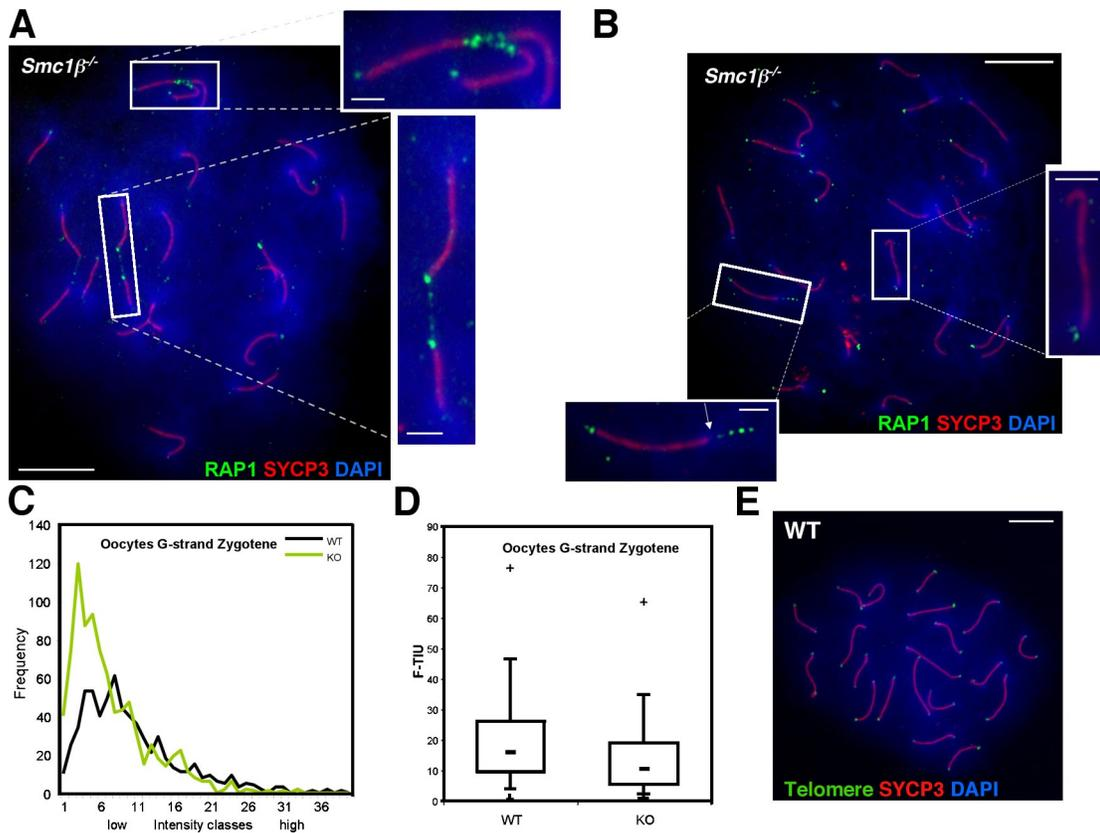 A
Smc1β-/-
RAP1 SYCP3 DAPI
B
Smc1β-/-
RAP1 SYCP3 DAPI
C
Oocytes G-strand Zygotene
WT
KO
Frequency
140
120
100
80
60
40
20
0
1 6 11 16 21 26 31 36
low Intensity classes high
D
Oocytes G-strand Zygotene
F-TIU
90
80
70
60
50
40
30
20
10
0
WT KO
E
WT
Telomere SYCP3 DAPI